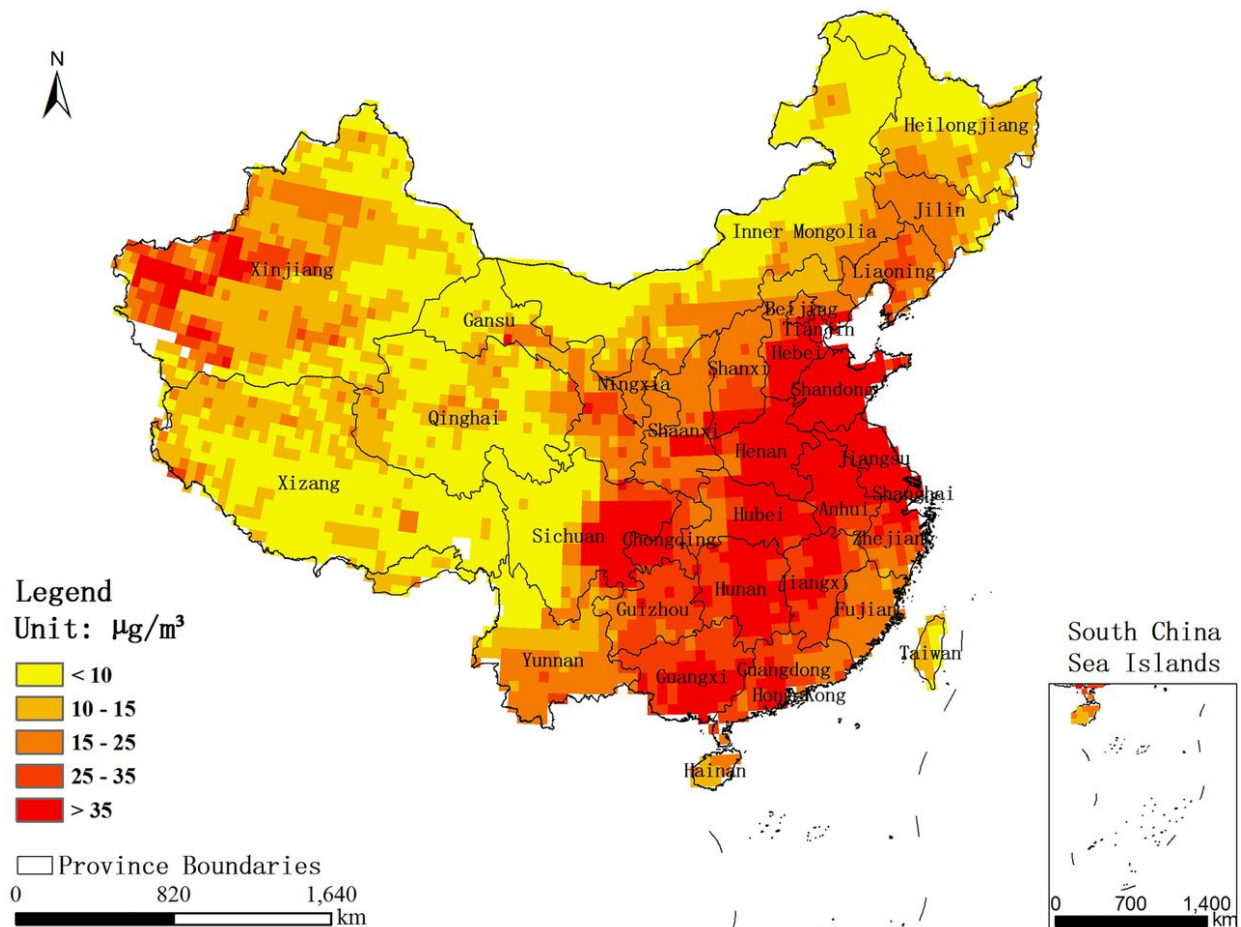 N
Heilongjiang
Jilin
Inner Mongolia
Liaoning
Xinjiang
Beijing
Tianjin
Gansu
Hebei
Shanxi
Ningxia
Shandong
Qinghai
Shaanxi
Henan
Jiangsu
Xizang
Shanghai
Anhui
Hubei
Sichuan
Chongqing
Zhejian
Hunan
Jiangxi
Guizhou
Fujian
Taiwan
Yunnan
Guangdong
Guangxi
Hongkong
Hainan
Legend
Unit: μg/m³
< 10
10 - 15
15 - 25
25 - 35
> 35
Province Boundaries
0 820 1,640
km
South China
Sea Islands
0 700 1,400
km